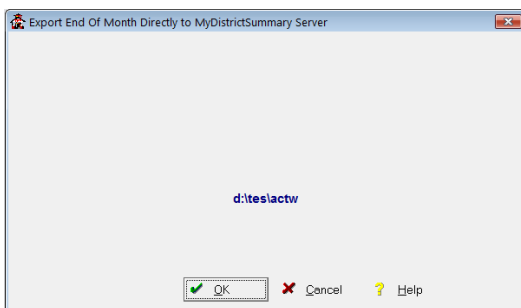 Export End Of Month Directly to MyDistrictSummary Server
d:\tes\actw
OK Cancel ? Help